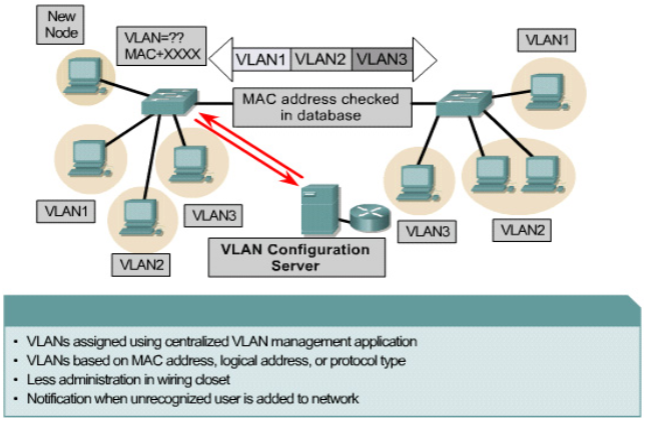 New
Node
VLAN=??
MAC+XXXX
VLAN1 VLAN2 VLAN3
VLAN1
MAC address checked
in database
VLAN1
VLAN2
VLAN3
VLAN Configuration
Server
VLAN3
VLAN2
• VLANs assigned using centralized VLAN management application
• VLANs based on MAC address, logical address, or protocol type
• Less administration in wiring closet
• Notification when unrecognized user is added to network